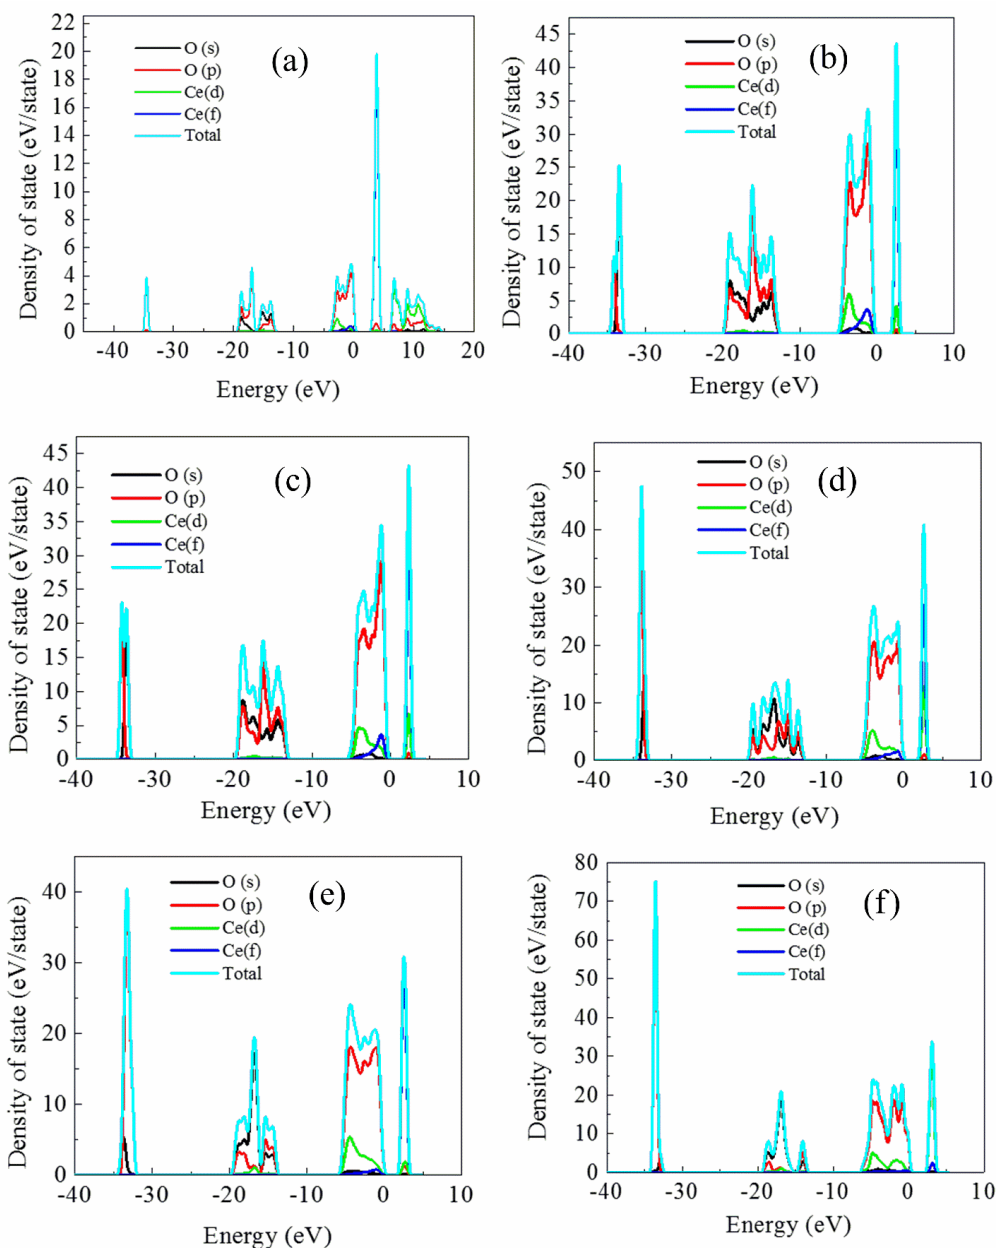 (a)
Density of state (eV/state)
22
20
18
16
14
12
10
8
6
4
2
0
O (s)
O (p)
Ce(d)
Ce(f)
Total
-40 -30 -20 -10 0 10 20
Energy (eV)
(b)
Density of state (eV/state)
45
40
35
30
25
20
15
10
5
0
O (s)
O (p)
Ce(d)
Ce(f)
Total
-40 -30 -20 -10 0 10
Energy (eV)
(c)
Density of state (eV/state)
45
40
35
30
25
20
15
10
5
0
O (s)
O (p)
Ce(d)
Ce(f)
Total
-40 -30 -20 -10 0 10
Energy (eV)
(d)
Density of state (eV/state)
50
40
30
20
10
0
O (s)
O (p)
Ce(d)
Ce(f)
Total
-40 -30 -20 -10 0 10
Energy (eV)
(e)
Density of state (eV/state)
40
30
20
10
0
O (s)
O (p)
Ce(d)
Ce(f)
Total
-40 -30 -20 -10 0 10
Energy (eV)
(f)
Density of state (eV/state)
80
70
60
50
40
30
20
10
0
O (s)
O (p)
Ce(d)
Ce(f)
Total
-40 -30 -20 -10 0 10
Energy (eV)